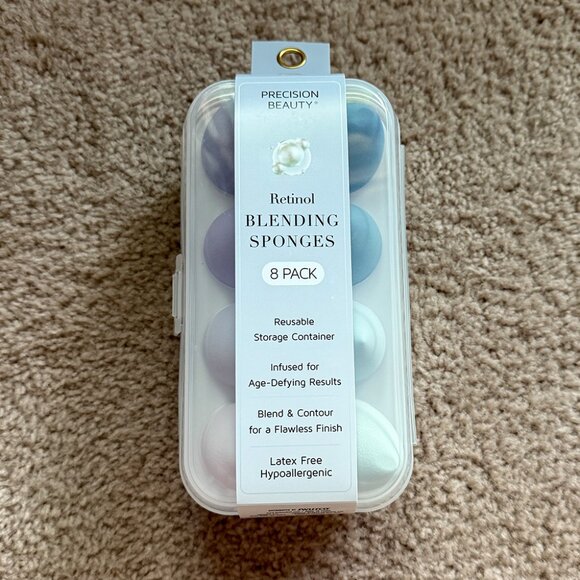 PRECISION
BEAUTY®
Retinol
BLENDING
SPONGES
8 PACK
Reusable
Storage Container
Infused for
Age-Defying Results
Blend & Contour
for a Flawless Finish
Latex Free
Hypoallergenic